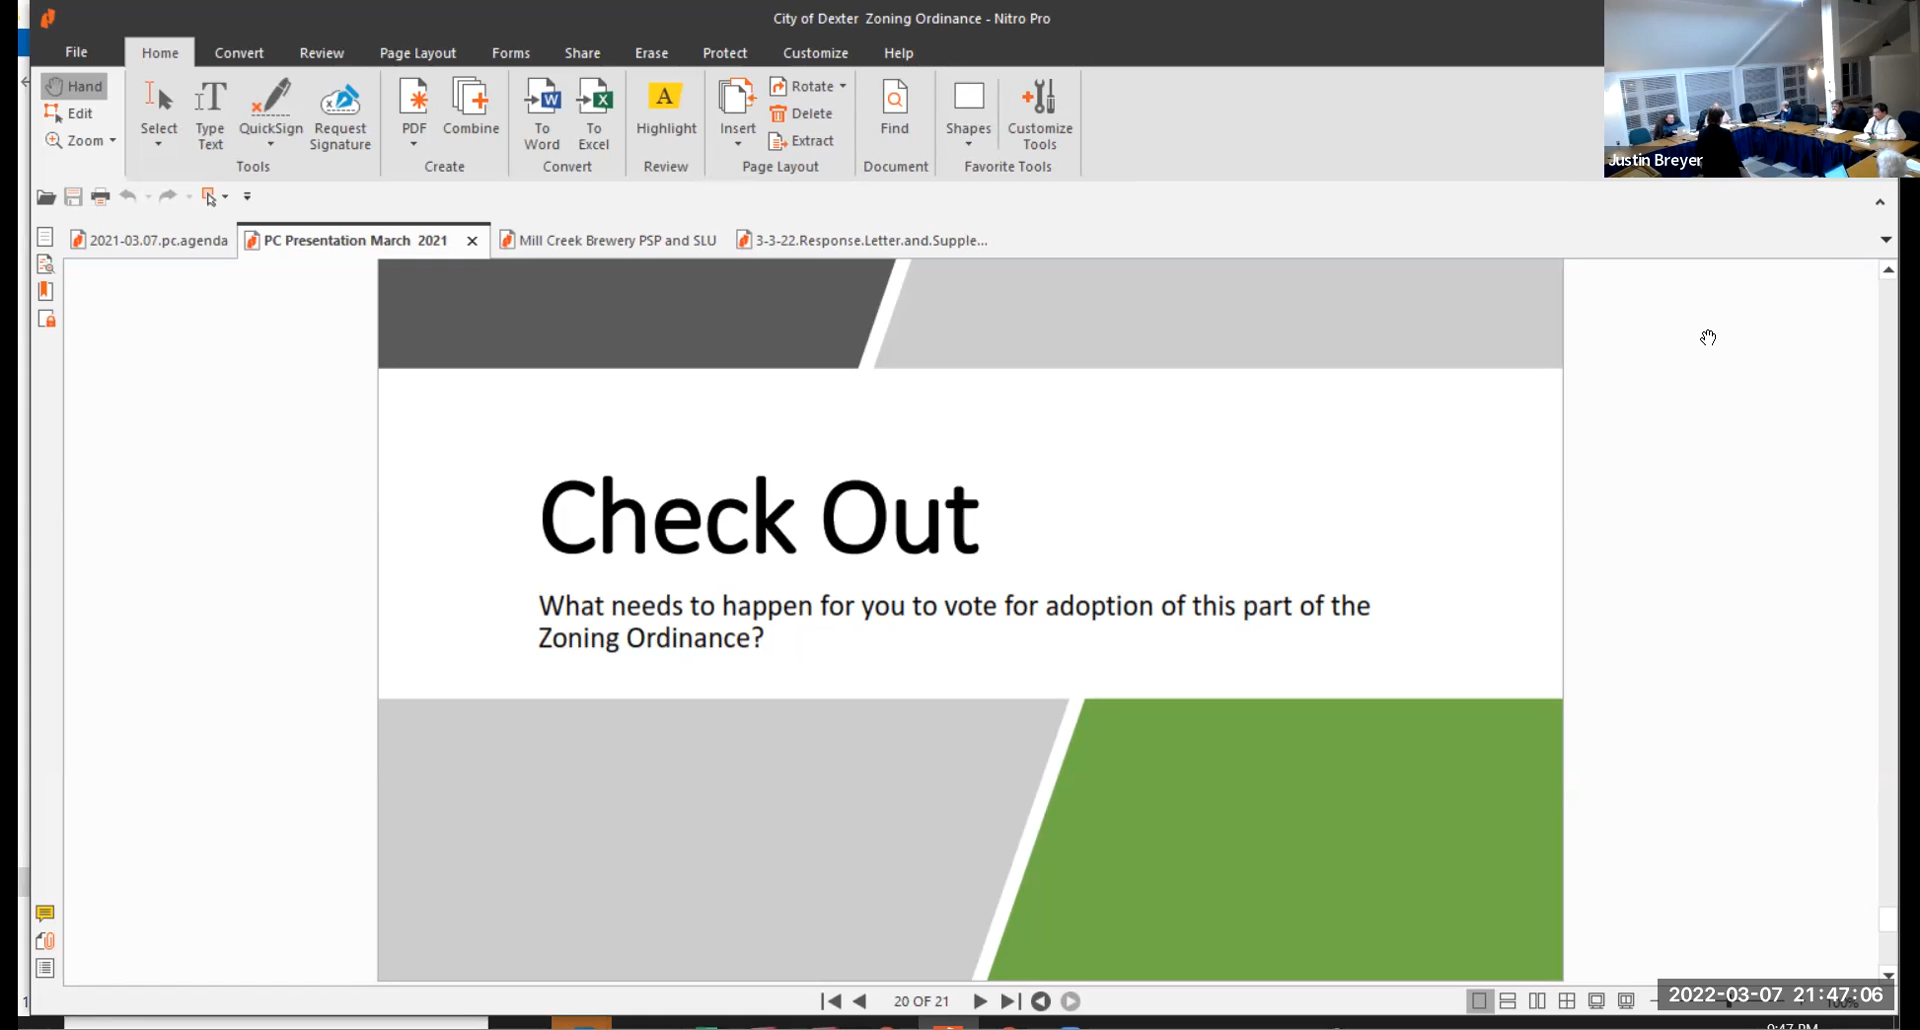 City of Dexter Zoning Ordinance - Nitro Pro
File
Home
Convert
Review
Page Layout
Forms
Share
Erase
Protect
Customize
Help
Hand
Edit
Zoom
Select
Type Text
QuickSign
Request Signature
Tools
PDF
Combine
Create
To Word
To Excel
Convert
A
Highlight
Review
Insert
Rotate
Delete
Extract
Page Layout
Find
Document
Shapes
Customize Tools
Favorite Tools
Justin Breyer
2021-03.07.pc.agenda
PC Presentation March 2021
Mill Creek Brewery PSP and SLU
3-3-22.Response.Letter.and.Supple...
Check Out
What needs to happen for you to vote for adoption of this part of the
Zoning Ordinance?
20 OF 21
2022-03-07 21:47:06